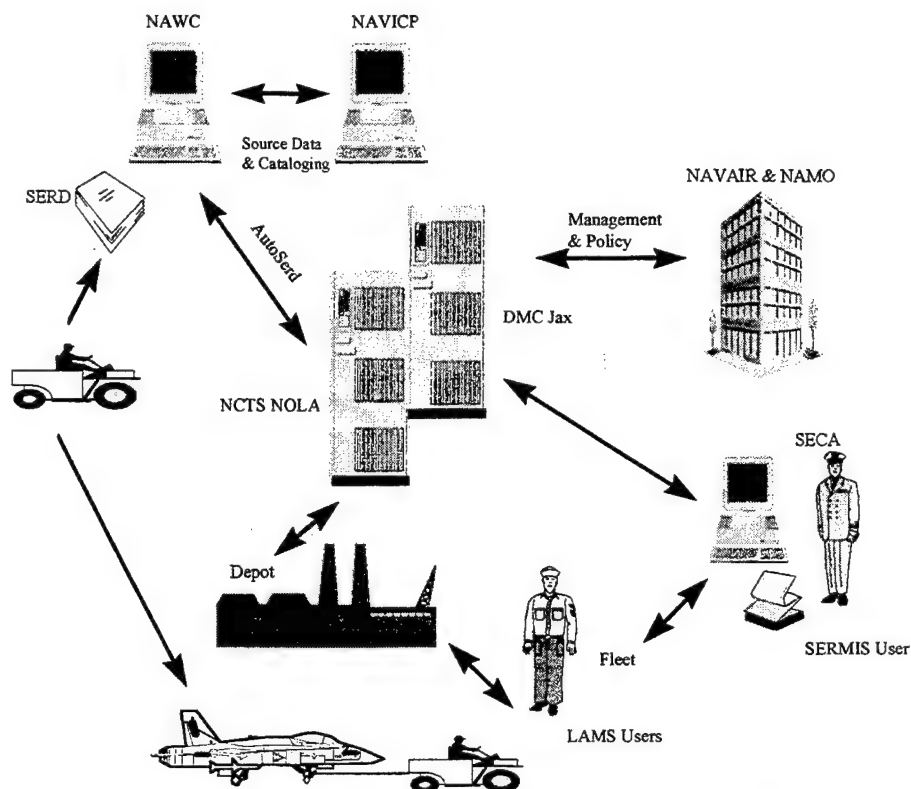 NAWC
NAVICP
Source Data
& Cataloging
SERD
NAVAIR & NAMO
Management
& Policy
AutoSerd
DMC Jax
NCTS NOLA
SECA
Depot
Fleet
SERMIS User
LAMS Users